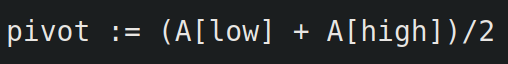 pivot := (A[low] + A[high])/2